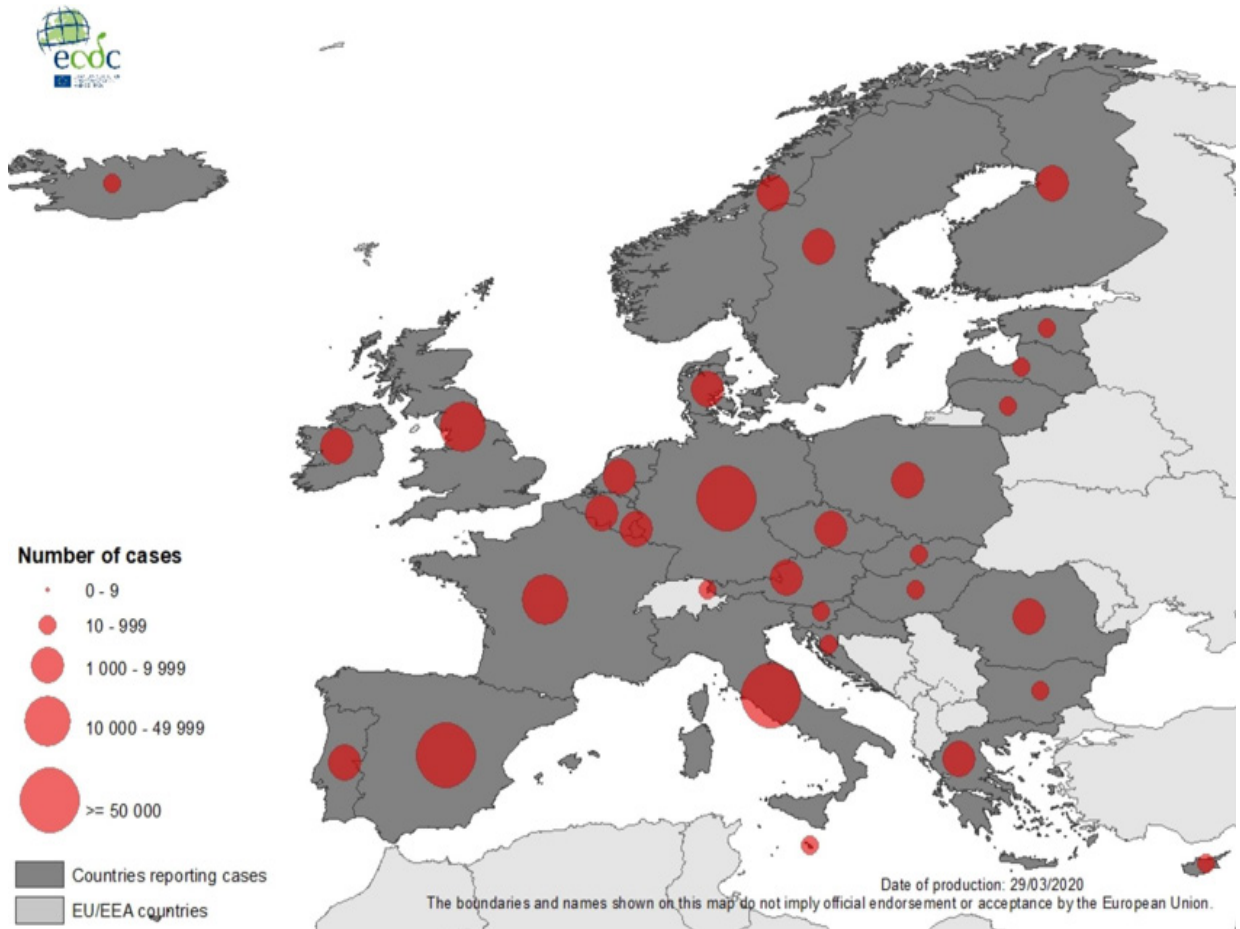 ecdc
Number of cases
0 - 9
10 - 999
1 000 - 9 999
10 000 - 49 999
>= 50 000
Countries reporting cases
EU/EEA countries
Date of production: 29/03/2020
The boundaries and names shown on this map do not imply official endorsement or acceptance by the European Union.